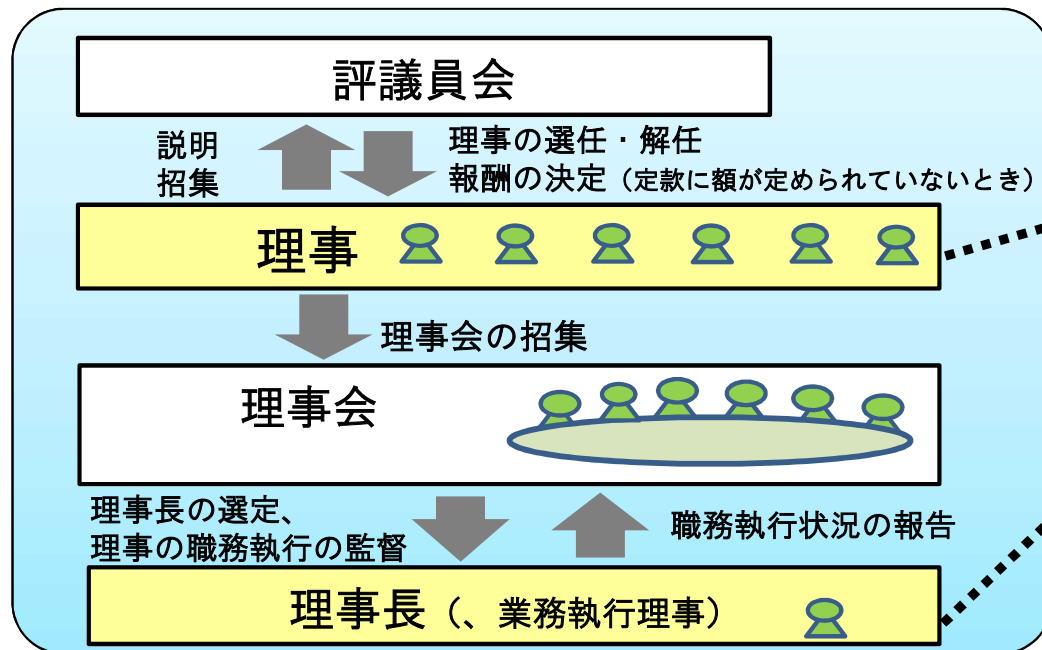 評議員会
説明
招集
理事の選任・解任
報酬の決定（定款に額が定められていないとき）
理事
理事会の招集
理事会
理事長の選定、
理事の職務執行の監督
職務執行状況の報告
理事長（、業務執行理事）